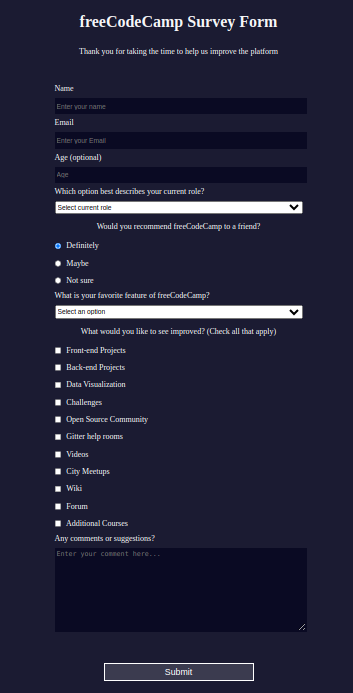 freeCodeCamp Survey Form
Thank you for taking the time to help us improve the platform
Name
Enter your name
Email
Enter your Email
Age (optional)
Age
Which option best describes your current role?
Select current role
Would you recommend freeCodeCamp to a friend?
Definitely
Maybe
Not sure
What is your favorite feature of freeCodeCamp?
Select an option
What would you like to see improved? (Check all that apply)
Front-end Projects
Back-end Projects
Data Visualization
Challenges
Open Source Community
Gitter help rooms
Videos
City Meetups
Wiki
Forum
Additional Courses
Any comments or suggestions?
Enter your comment here...
Submit